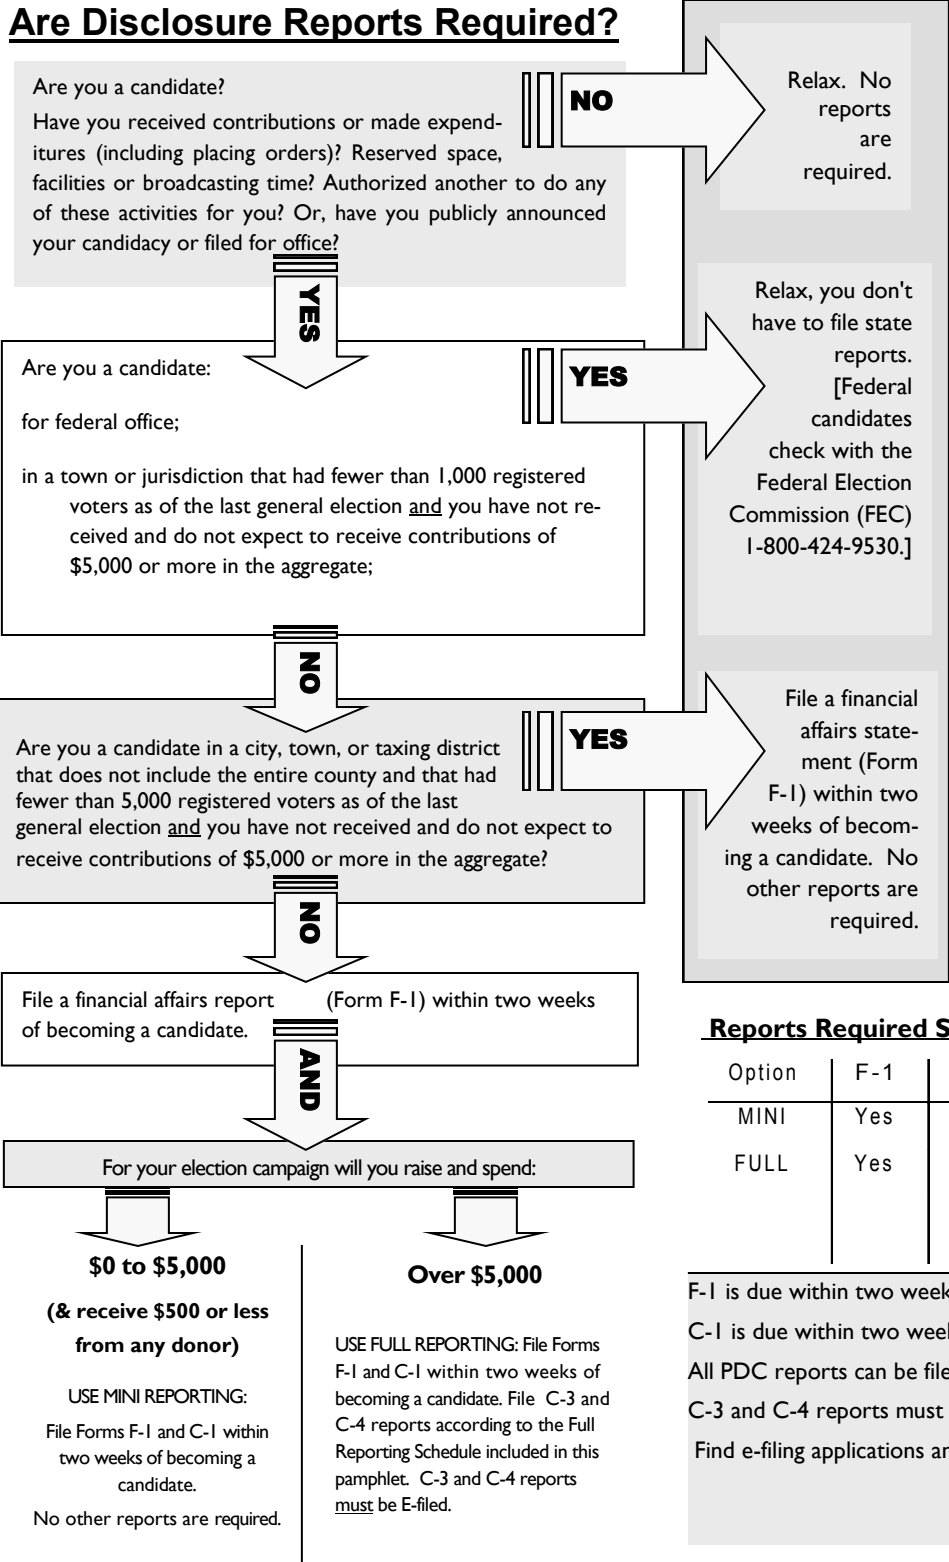 Are Disclosure Reports Required?
Are you a candidate?
Have you received contributions or made expend-
itures (including placing orders)? Reserved space,
facilities or broadcasting time? Authorized another to do any
of these activities for you? Or, have you publicly announced
your candidacy or filed for office?
NO
Relax. No
reports
are
required.
YES
Are you a candidate:
for federal office;
in a town or jurisdiction that had fewer than 1,000 registered
voters as of the last general election and you have not re-
ceived and do not expect to receive contributions of
$5,000 or more in the aggregate;
YES
Relax, you don't
have to file state
reports.
[Federal
candidates
check with the
Federal Election
Commission (FEC)
1-800-424-9530.]
NO
Are you a candidate in a city, town, or taxing district
that does not include the entire county and that had
fewer than 5,000 registered voters as of the last
general election and you have not received and do not expect to
receive contributions of $5,000 or more in the aggregate?
YES
File a financial
affairs state-
ment (Form
F-1) within two
weeks of becom-
ing a candidate. No
other reports are
required.
NO
File a financial affairs report (Form F-1) within two weeks
of becoming a candidate.
AND
For your election campaign will you raise and spend:
$0 to $5,000
(& receive $500 or less
from any donor)
USE MINI REPORTING:
File Forms F-1 and C-1 within
two weeks of becoming a
candidate.
No other reports are required.
Over $5,000
USE FULL REPORTING: File Forms
F-1 and C-1 within two weeks of
becoming a candidate. File C-3 and
C-4 reports according to the Full
Reporting Schedule included in this
pamphlet. C-3 and C-4 reports
must be E-filed.
Reports Required S
Option F-1
MINI Yes
FULL Yes
F-1 is due within two week
C-1 is due within two weel
All PDC reports can be file
C-3 and C-4 reports must
Find e-filing applications ar